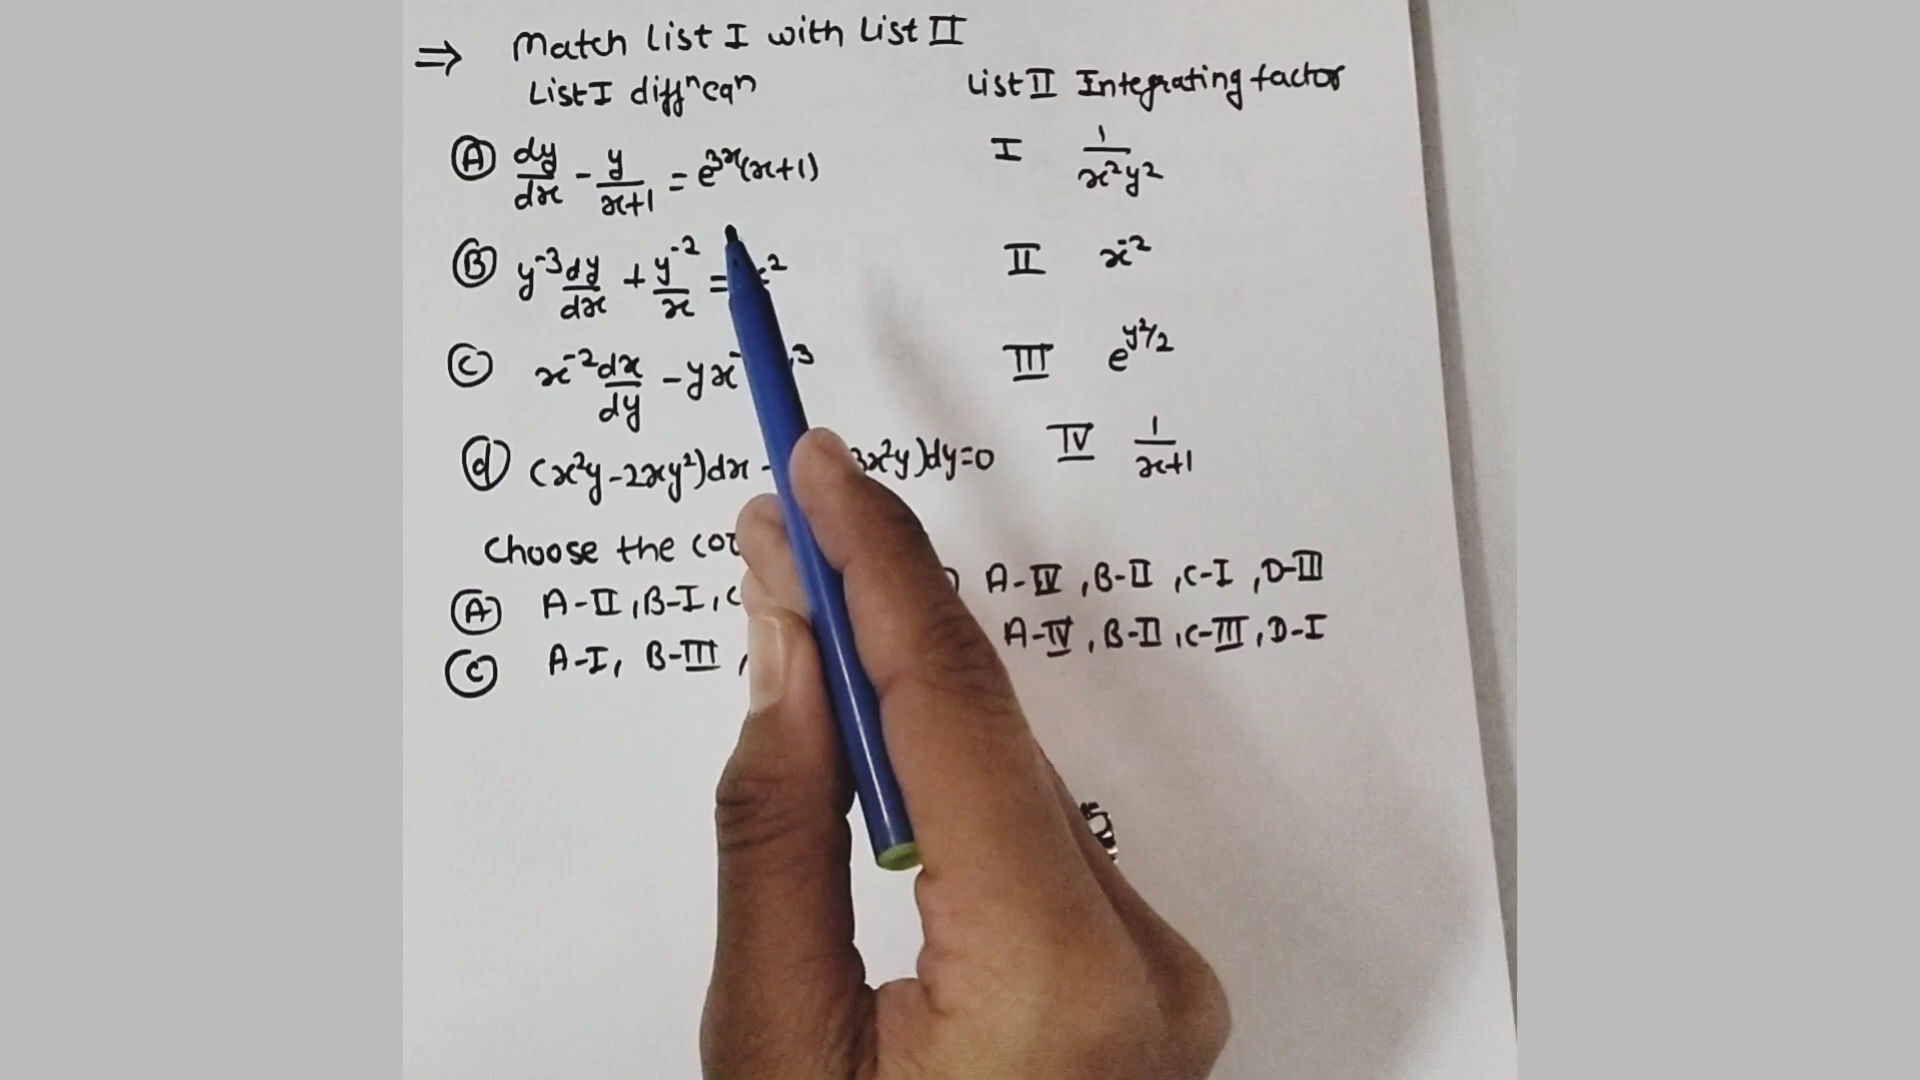 ⇒ Match List I with List II
List I diffⁿ eqⁿ List II Integrating factor
Ⓐ dy/dx - y/x+1 = e^3x(x+1) I 1/x²y²
Ⓑ y⁻³ dy/dx + y⁻²/x = ² II x⁻²
Ⓒ x⁻² dx/dy - yx⁻ ³ III e^y²/2
ⓓ (x²y-2xy²)dx - 3x²y)dy=0 IV 1/x+1
Choose the
Ⓐ A-II, B-I, C A-IV, B-II, C-I, D-III
Ⓒ A-I, B-III, A-IV, B-II, C-III, D-I